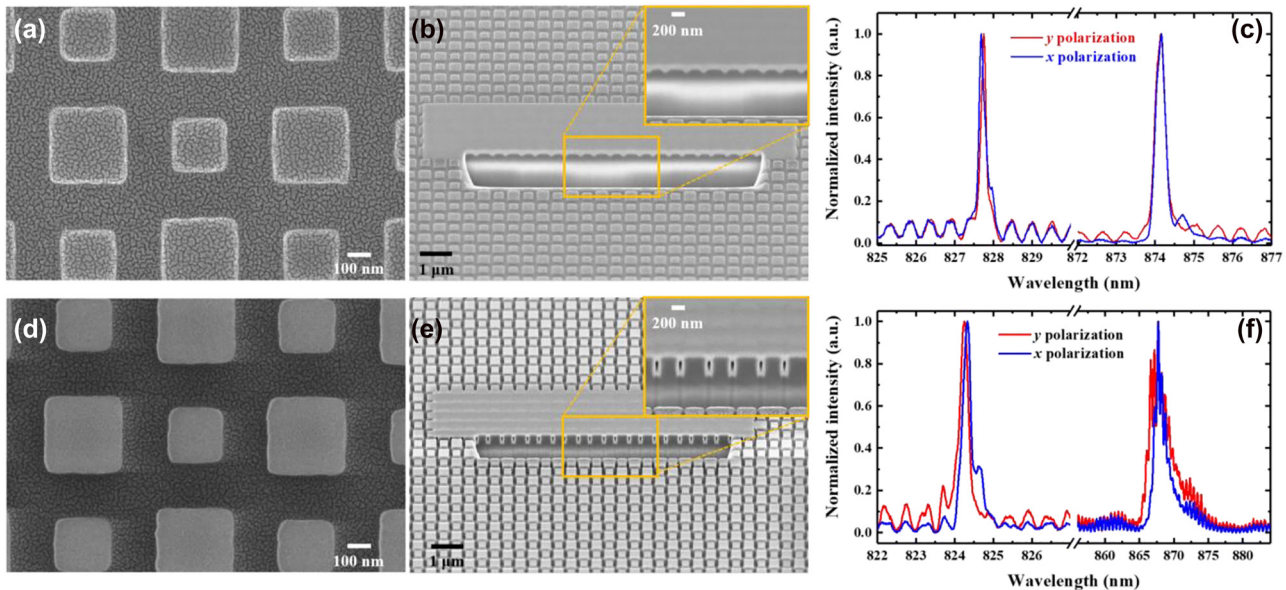 (a)
100 nm
(b)
200 nm
1 μm
(c)
Normalized intensity (a.u.)
y polarization
x polarization
1.0
0.8
0.6
0.4
0.2
0.0
825 826 827 828 829 872 873 874 875 876 877
Wavelength (nm)
(d)
100 nm
(e)
200 nm
1 μm
(f)
Normalized intensity (a.u.)
y polarization
x polarization
1.0
0.8
0.6
0.4
0.2
0.0
822 823 824 825 826 860 865 870 875 880
Wavelength (nm)